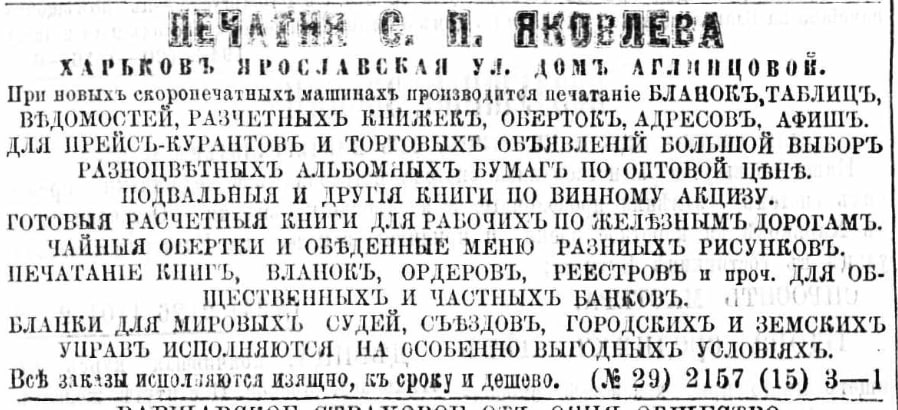 ПЕЧАТНИ С. П. ЯКОВЛЕВА
ХАРЬКОВЪ ЯРОСЛАВСКАЯ УЛ. ДОМЪ АГЛИЦОВОЙ.
При новыхъ скоропечатныхъ машинахъ производится печатаніе БЛАНОКЪ, ТАБЛИЦЪ,
ВѢДОМОСТЕЙ, РАЗЧЕТНЫХЪ КНИЖЕКЪ, ОБЕРТОКЪ, АДРЕСОВЪ, АФИШЪ.
ДЛЯ ПРЕЙСЪ-КУРАНТОВЪ И ТОРГОВЫХЪ ОБЪЯВЛЕНІЙ БОЛЬШОЙ ВЫБОРЪ
РАЗНОЦВѢТНЫХЪ АЛЬБОМНЫХЪ БУМАГЪ ПО ОПТОВОЙ ЦѢНѢ.
ПОДВАЛЬНЫЯ И ДРУГІЯ КНИГИ ПО ВИННОМУ АКЦИЗУ.
ГОТОВЫЯ РАСЧЕТНЫЯ КНИГИ ДЛЯ РАБОЧИХЪ ПО ЖЕЛѢЗНЫМЪ ДОРОГАМЪ.
ЧАЙНЫЯ ОБЕРТКИ И ОБѢДЕННЫЕ МЕНЮ РАЗНЫХЪ РИСУНКОВЪ.
ПЕЧАТАНІЕ КНИГЪ, БЛАНОКЪ, ОРДЕРОВЪ, РЕЕСТРОВЪ и проч. ДЛЯ ОБ-
ЩЕСТВЕННЫХЪ И ЧАСТНЫХЪ БАНКОВЪ.
БЛАНКИ ДЛЯ МИРОВЫХЪ СУДЕЙ, СЪѢЗДОВЪ, ГОРОДСКИХЪ И ЗЕМСКИХЪ
УПРАВЪ ИСПОЛНЯЮТСЯ НА ОСОБЕННО ВЫГОДНЫХЪ УСЛОВІЯХЪ.
Всѣ заказы исполняются изящно, къ сроку и дешево. (№ 29) 2157 (15) 3—1